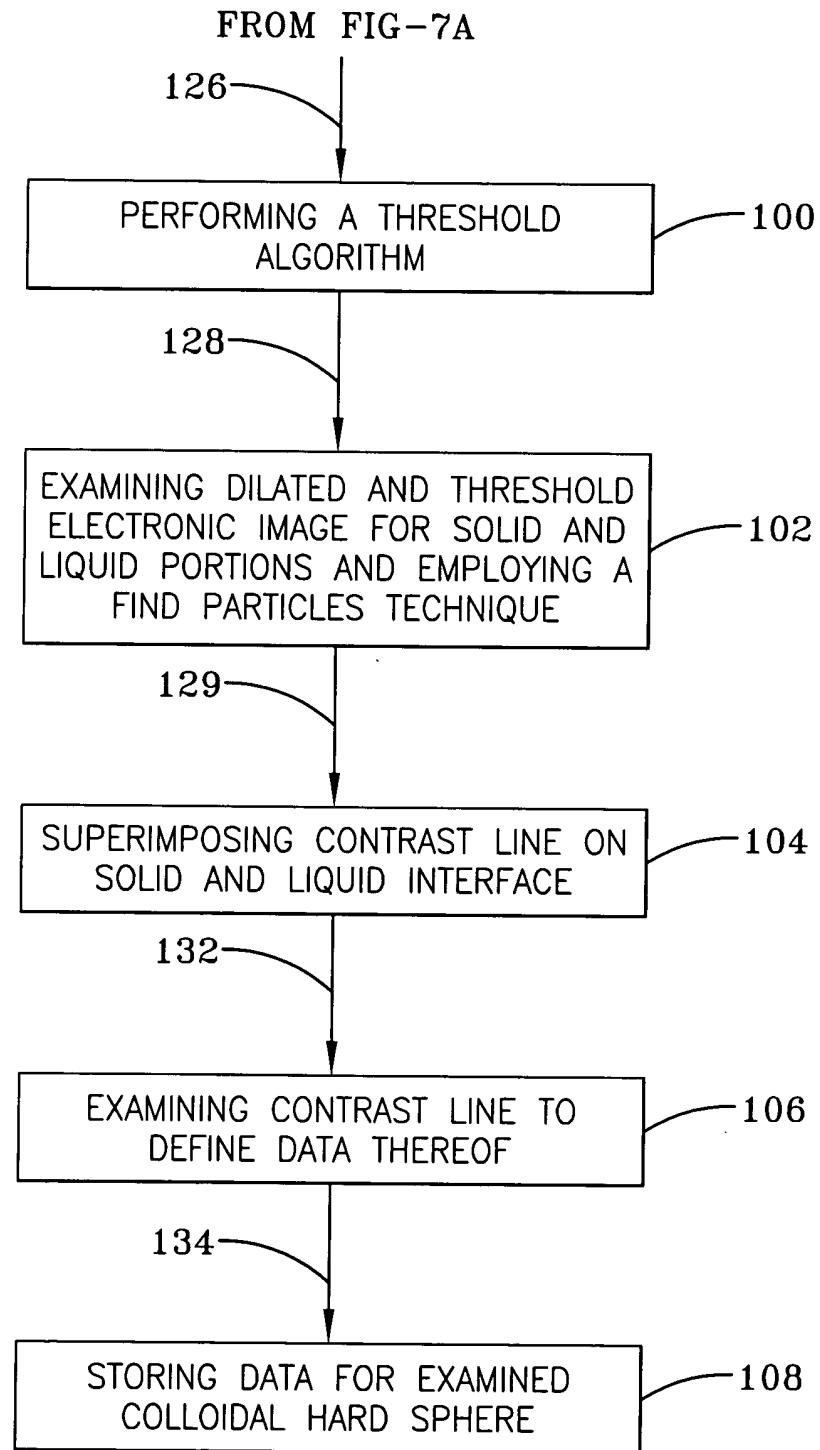 FROM FIG-7A
126
PERFORMING A THRESHOLD
ALGORITHM
100
128
EXAMINING DILATED AND THRESHOLD
ELECTRONIC IMAGE FOR SOLID AND
LIQUID PORTIONS AND EMPLOYING A
FIND PARTICLES TECHNIQUE
102
129
SUPERIMPOSING CONTRAST LINE ON
SOLID AND LIQUID INTERFACE
104
132
EXAMINING CONTRAST LINE TO
DEFINE DATA THEREOF
106
134
STORING DATA FOR EXAMINED
COLLOIDAL HARD SPHERE
108